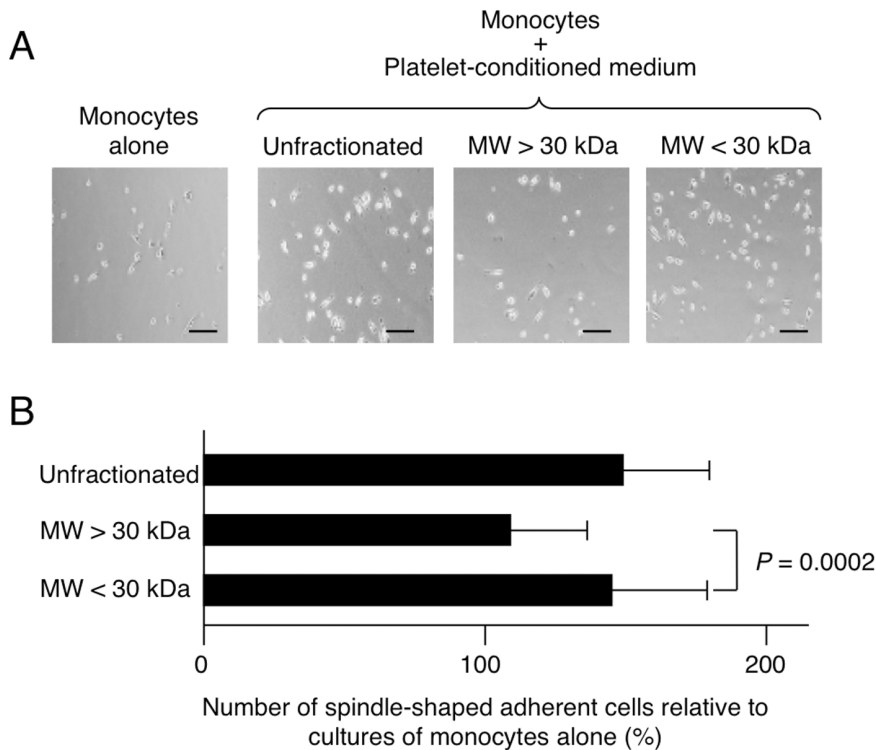 A
Monocytes
+
Platelet-conditioned medium
Monocytes
alone
Unfractionated
MW > 30 kDa
MW < 30 kDa
B
Unfractionated
MW > 30 kDa
MW < 30 kDa
P = 0.0002
0
100
200
Number of spindle-shaped adherent cells relative to
cultures of monocytes alone (%)